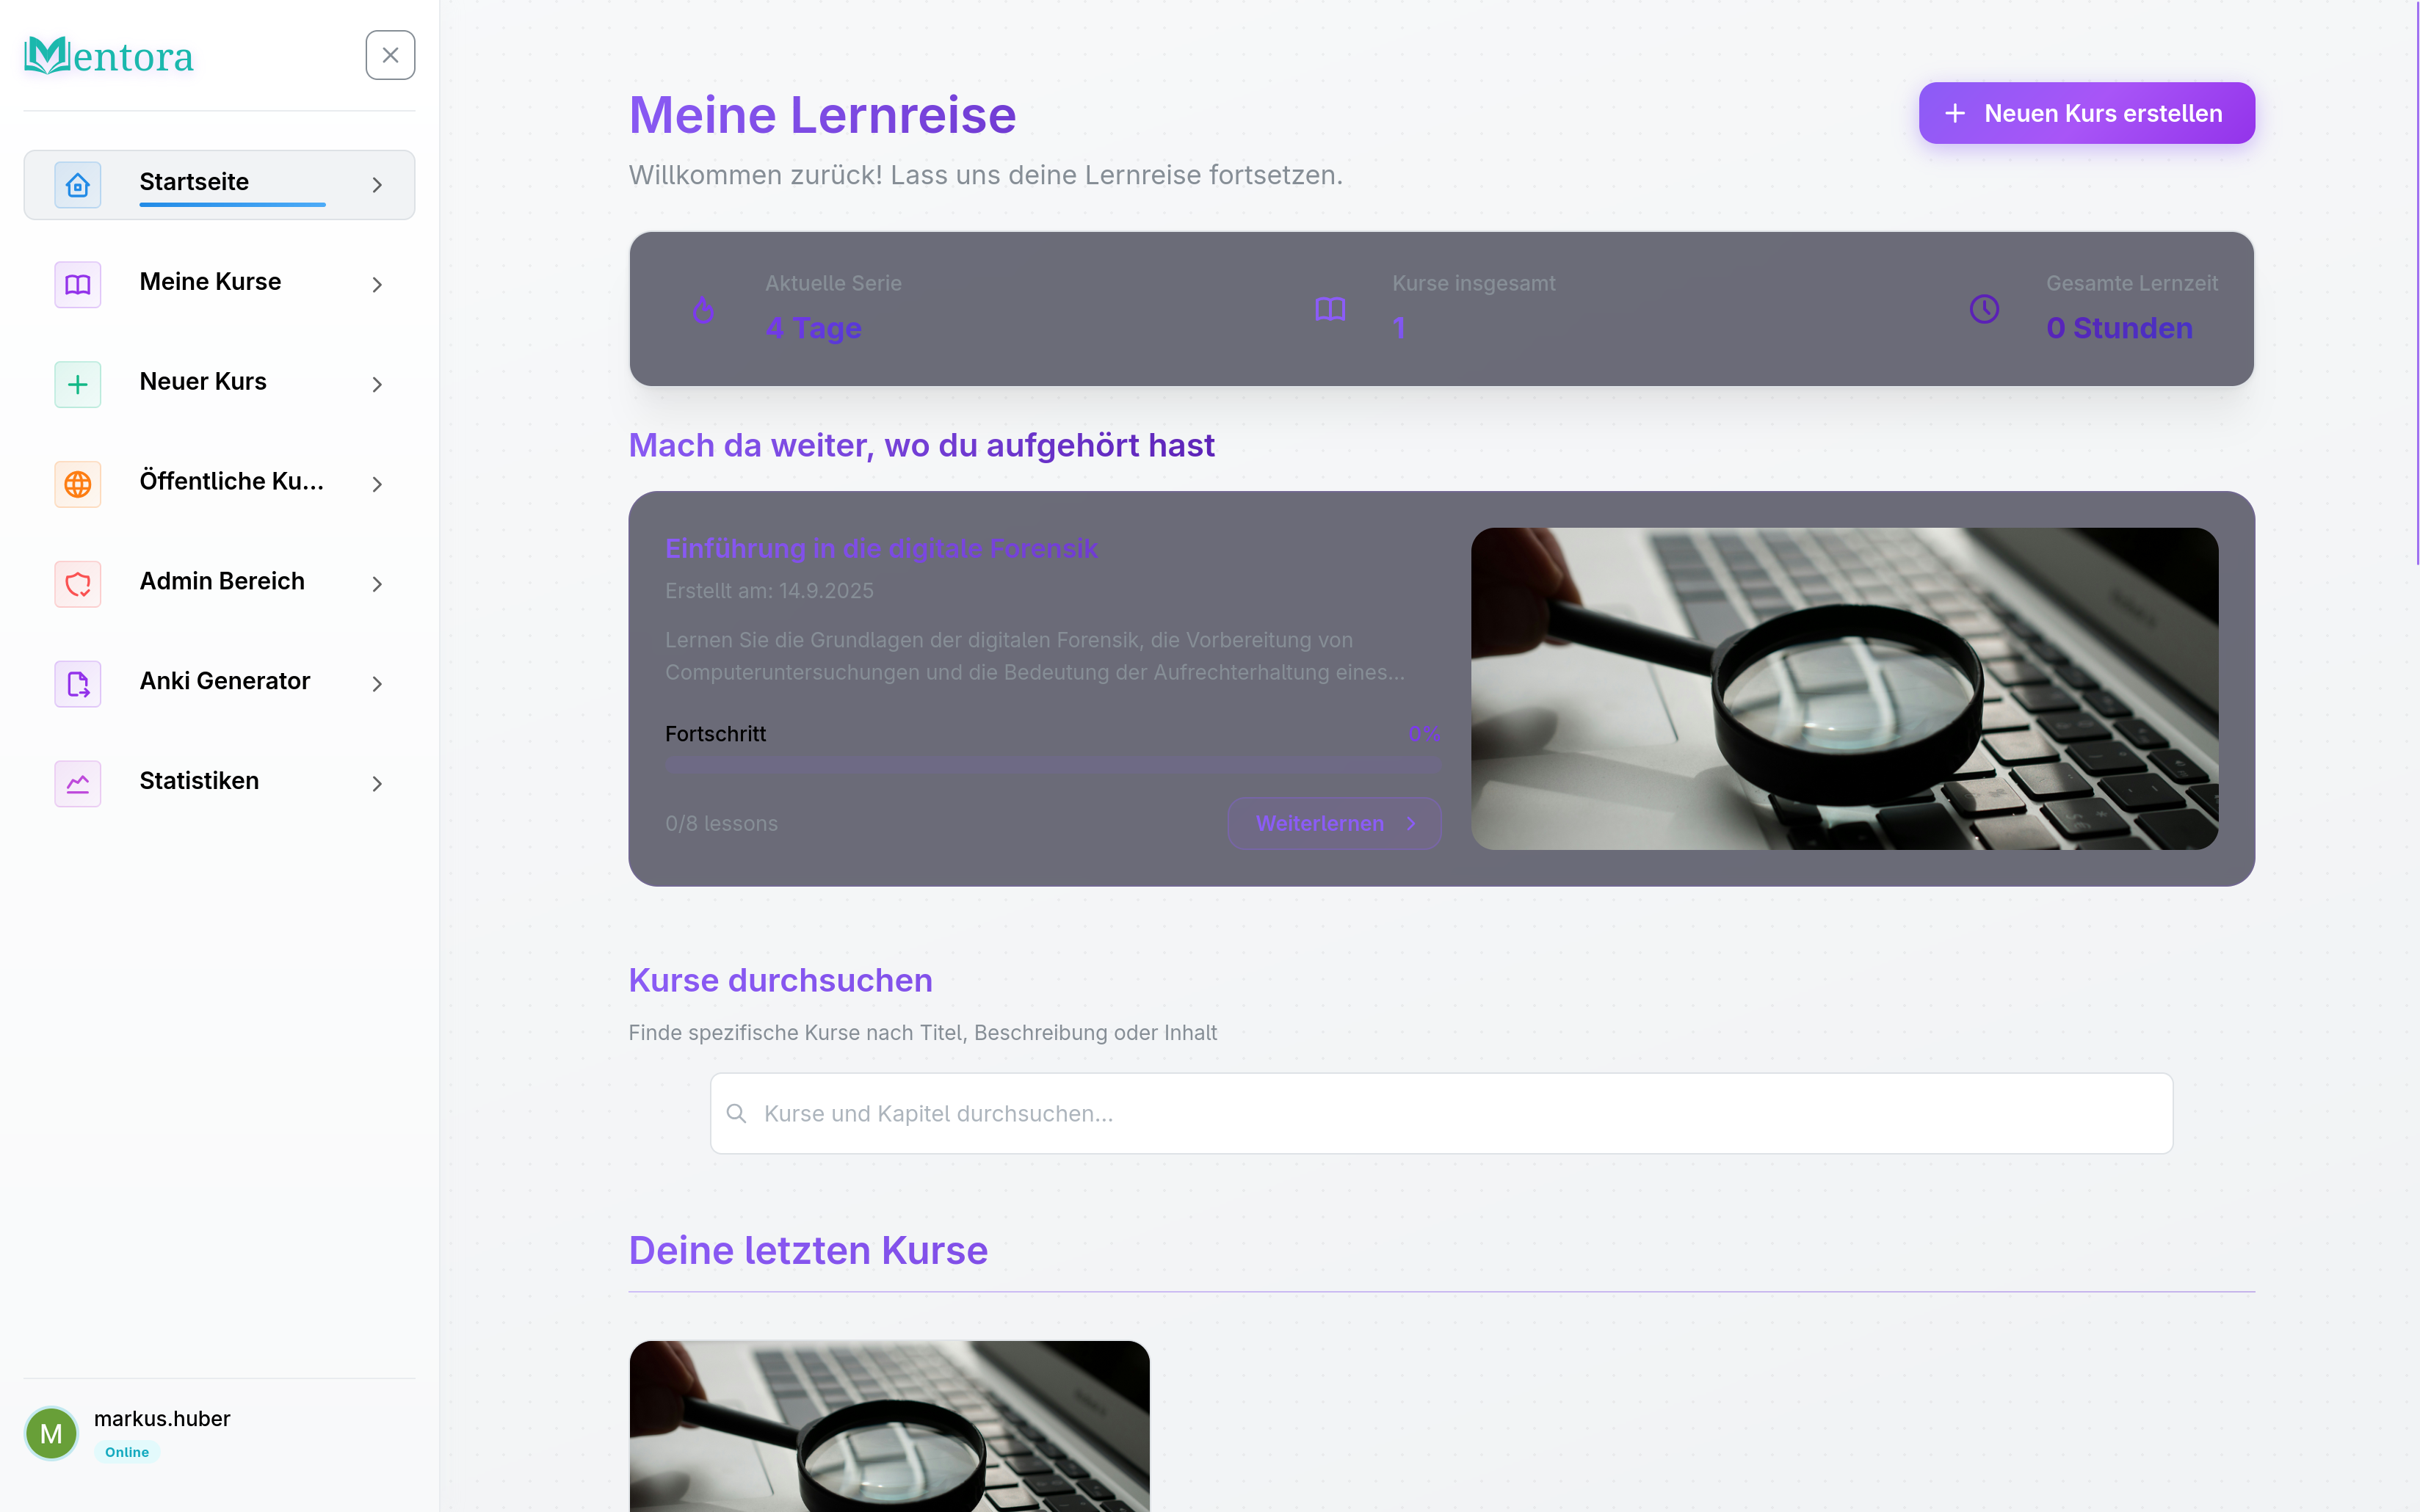 Mentora
Startseite
Meine Kurse
Neuer Kurs
Öffentliche Ku...
Admin Bereich
Anki Generator
Statistiken
M
markus.huber
Online
Meine Lernreise
Willkommen zurück! Lass uns deine Lernreise fortsetzen.
Neuen Kurs erstellen
Aktuelle Serie
4 Tage
Kurse insgesamt
1
Gesamte Lernzeit
0 Stunden
Mach da weiter, wo du aufgehört hast
Einführung in die digitale Forensik
Erstellt am: 14.9.2025
Lernen Sie die Grundlagen der digitalen Forensik, die Vorbereitung von
Computeruntersuchungen und die Bedeutung der Aufrechterhaltung eines...
Fortschritt 0%
0/8 lessons
Weiterlernen
Kurse durchsuchen
Finde spezifische Kurse nach Titel, Beschreibung oder Inhalt
Kurse und Kapitel durchsuchen...
Deine letzten Kurse